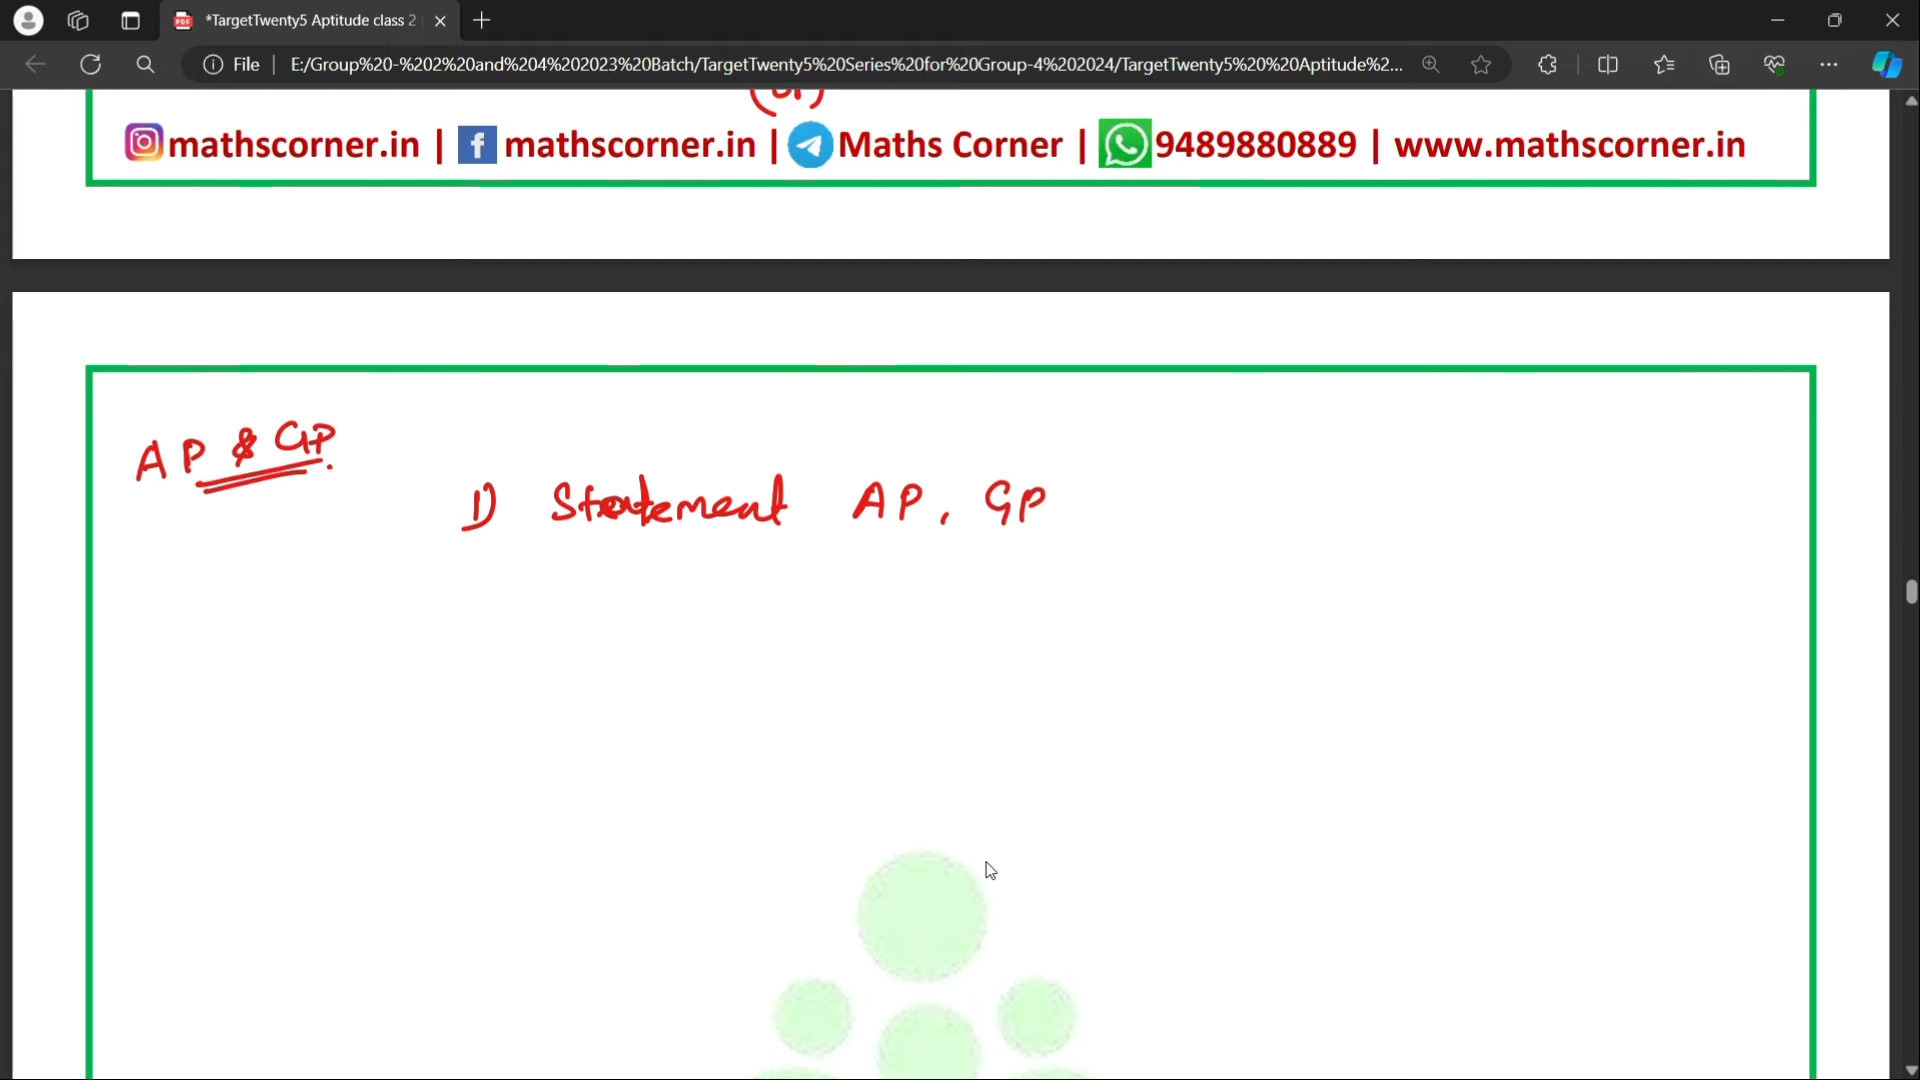 *TargetTwenty5 Aptitude class 2
File | E:/Group%20-%202%20and%204%202023%20Batch/TargetTwenty5%20Series%20for%20Group-4%202024/TargetTwenty5%20%20Aptitude%2...
(or)
mathscorner.in | mathscorner.in | Maths Corner | 9489880889 | www.mathscorner.in
AP & GP
1) Statement AP, GP